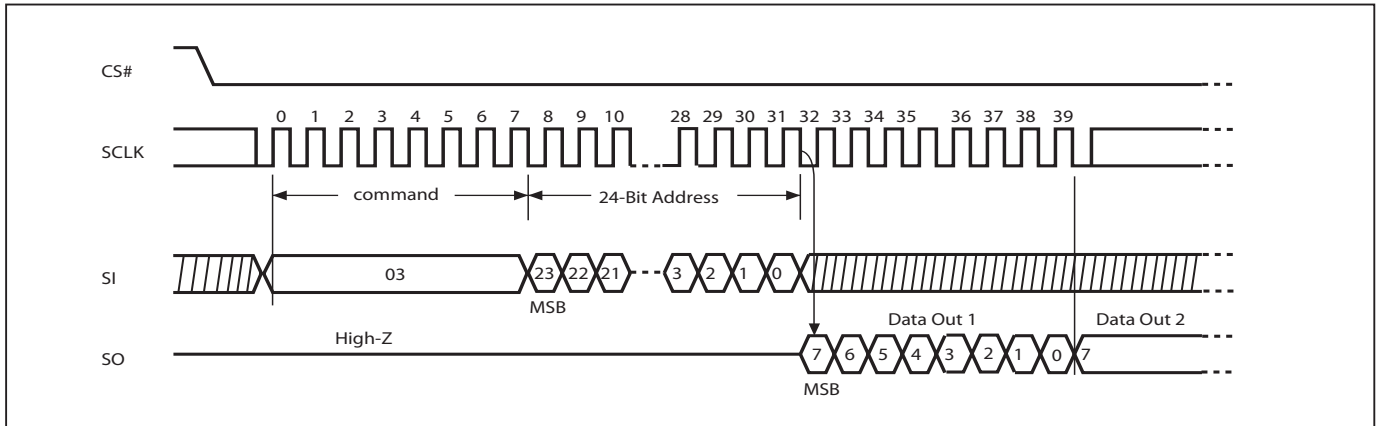 CS#
0 1 2 3 4 5 6 7 8 9 10 28 29 30 31 32 33 34 35 36 37 38 39
SCLK
command 24-Bit Address
SI
03 23 22 21 3 2 1 0
MSB
Data Out 1 Data Out 2
High-Z
SO
7 6 5 4 3 2 1 0 7
MSB